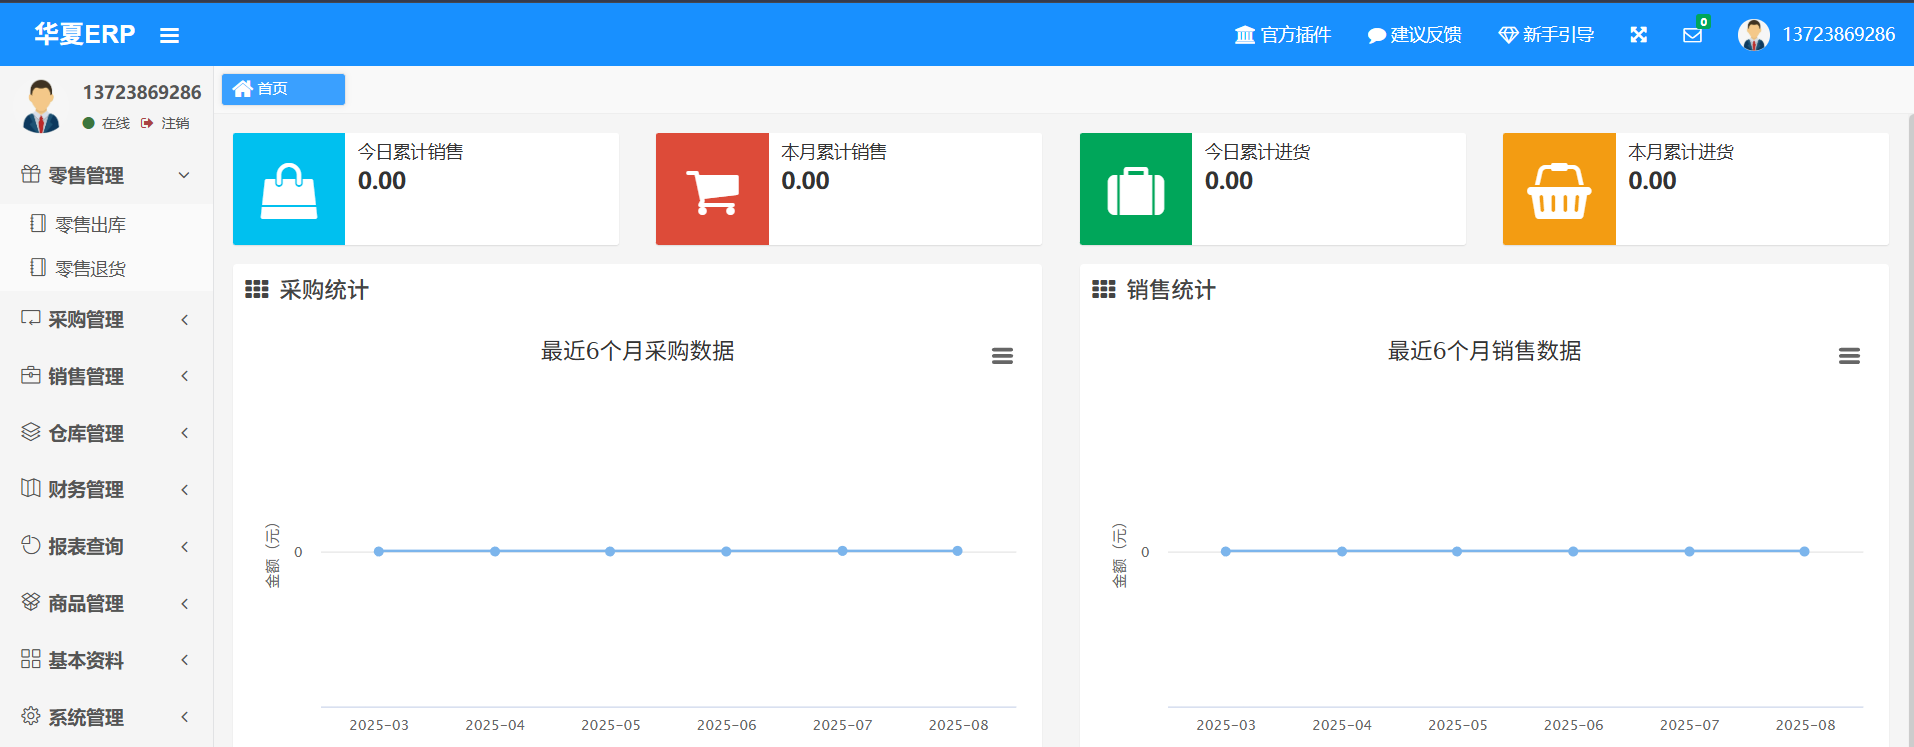 华夏ERP
官方插件
建议反馈
新手引导
0
13723869286
13723869286
在线 注销
零售管理
零售出库
零售退货
采购管理
销售管理
仓库管理
财务管理
报表查询
商品管理
基本资料
系统管理
首页
今日累计销售
0.00
本月累计销售
0.00
今日累计进货
0.00
本月累计进货
0.00
采购统计
最近6个月采购数据
金额（元）
0
2025-03 2025-04 2025-05 2025-06 2025-07 2025-08
销售统计
最近6个月销售数据
金额（元）
0
2025-03 2025-04 2025-05 2025-06 2025-07 2025-08